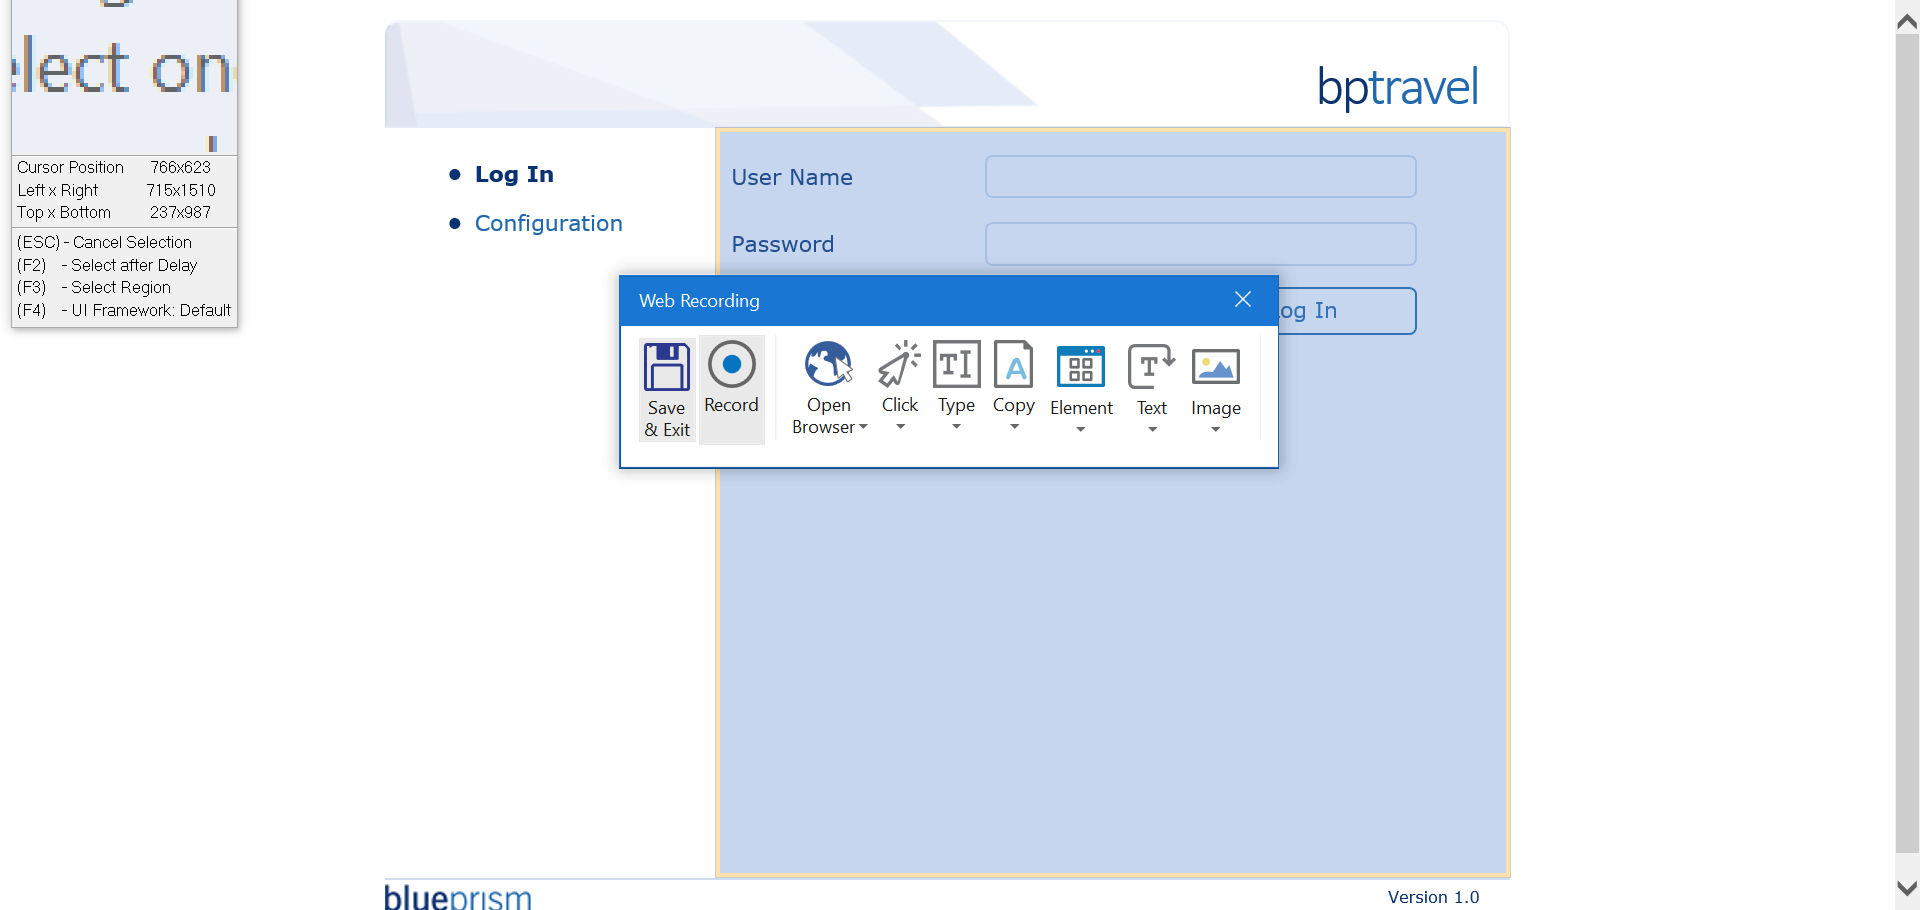 elect on
Cursor Position 766x623
Left x Right 715x1510
Top x Bottom 237x987
(ESC) - Cancel Selection
(F2) - Select after Delay
(F3) - Select Region
(F4) - UI Framework: Default
bptravel
Log In
Configuration
User Name
Password
og In
Web Recording
Save
& Exit
Record
Open
Browser
Click
Type
Copy
Element
Text
Image
blueprism
Version 1.0